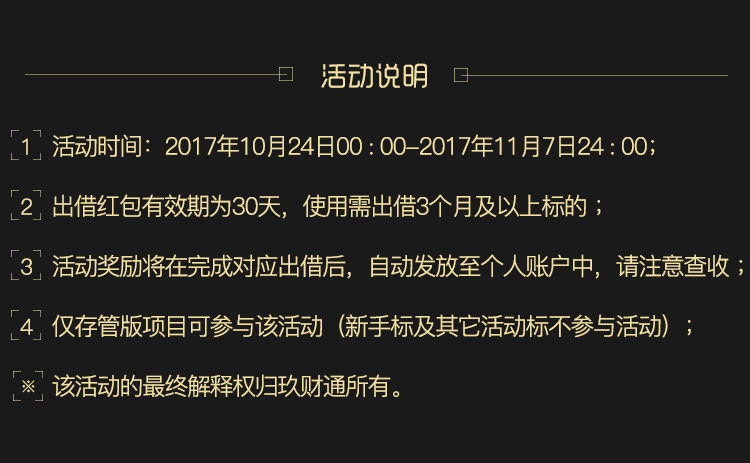 活动说明
1 活动时间：2017年10月24日00：00-2017年11月7日24：00；
2 出借红包有效期为30天，使用需出借3个月及以上标的；
3 活动奖励将在完成对应出借后，自动发放至个人账户中，请注意查收；
4 仅存管版项目可参与该活动（新手标及其它活动标不参与活动）；
※ 该活动的最终解释权归玖财通所有。